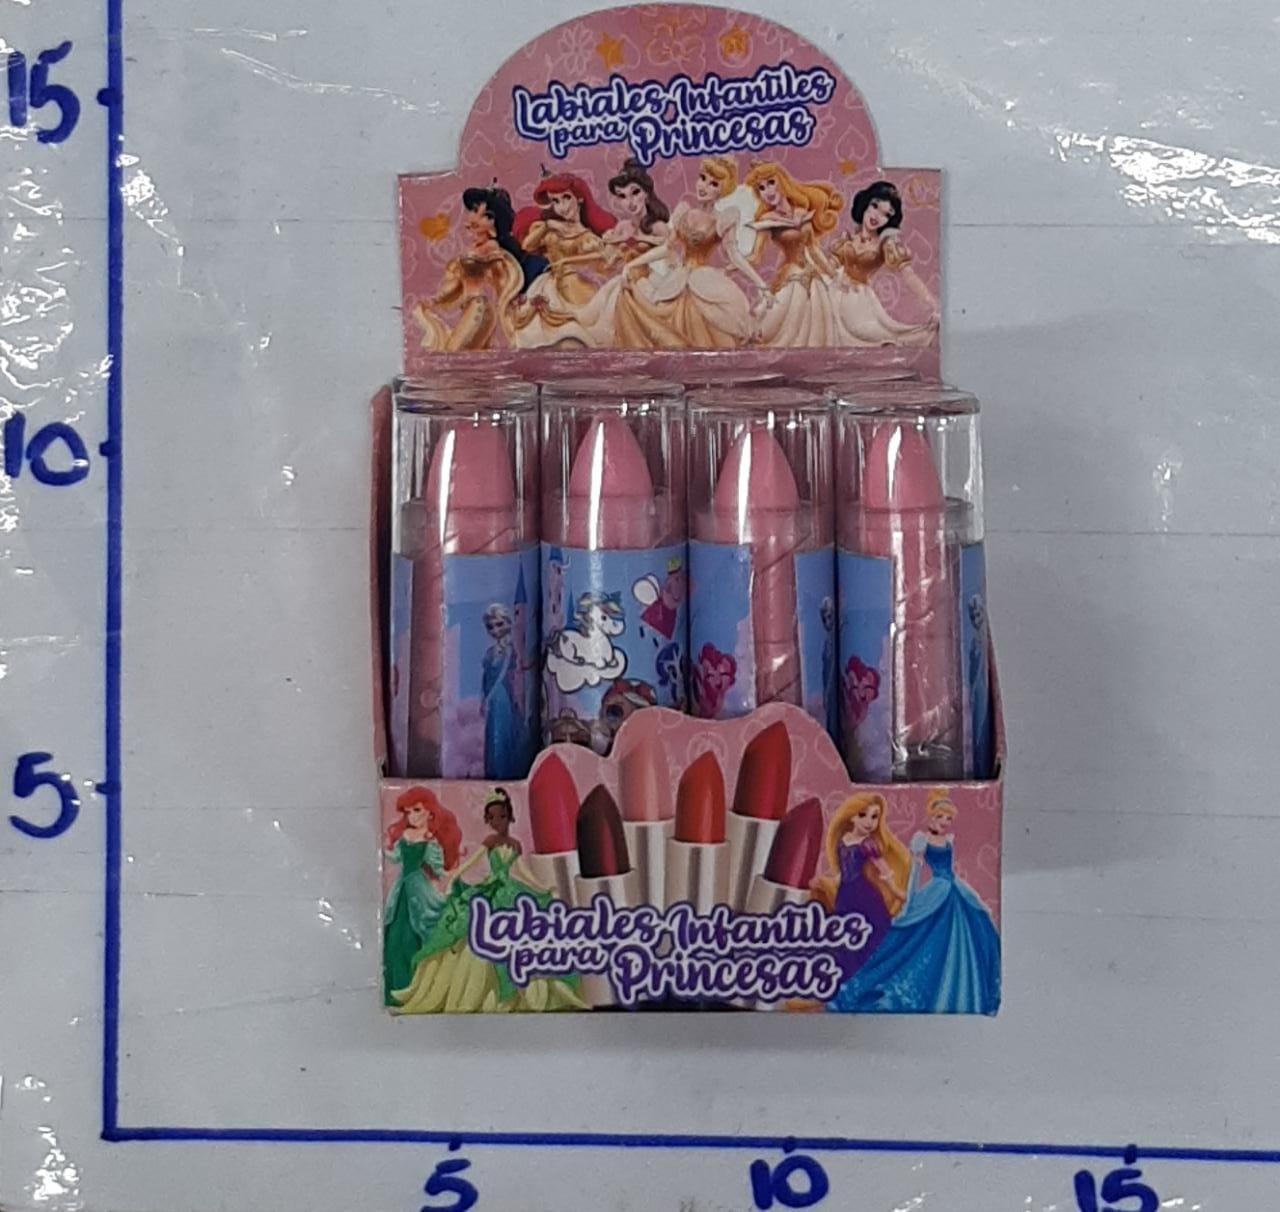 15
Labiales Infantiles
para Princesas
10
5
Labiales Infantiles
para Princesas
5 10 15